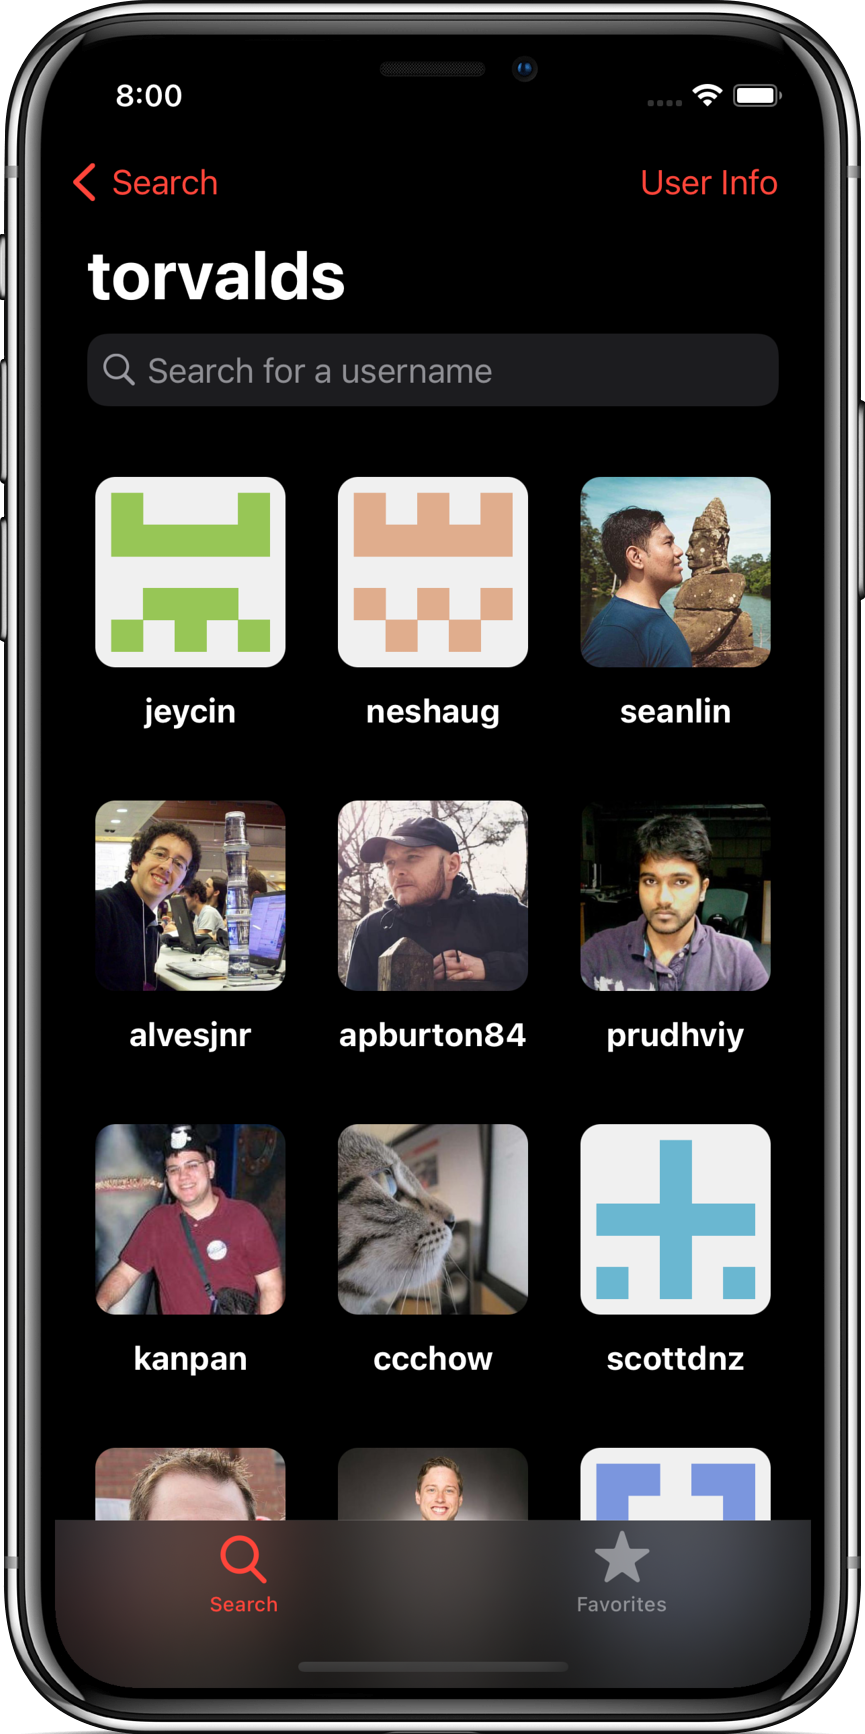 8:00
Search
User Info
torvalds
Search for a username
jeycin
neshaug
seanlin
alvesjnr
apburton84
prudhviy
kanpan
ccchow
scottdnz
Search
Favorites